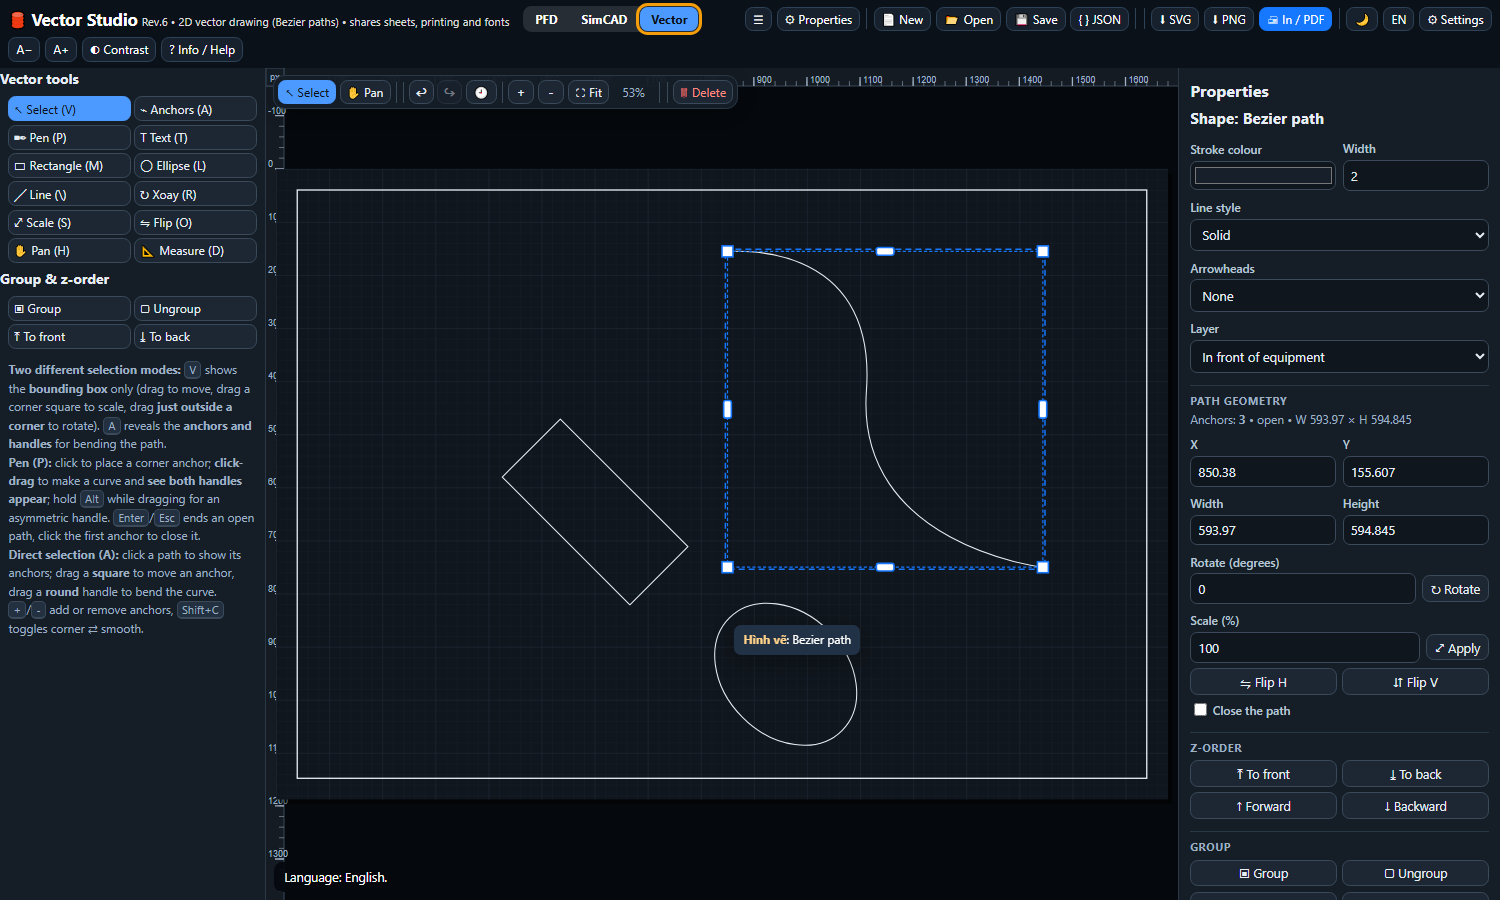 Vector Studio Rev.6 • 2D vector drawing (Bezier paths) • shares sheets, printing and fonts
PFD SimCAD Vector
☰ ⚙ Properties New Open Save { } JSON ⬇ SVG ⬇ PNG In / PDF EN ⚙ Settings
A− A+ ◐ Contrast ? Info / Help
Vector tools
Select (V) Anchors (A)
Pen (P) T Text (T)
Rectangle (M) Ellipse (L)
Line (\) ↻ Xoay (R)
⤢ Scale (S) ⇋ Flip (O)
Pan (H) Measure (D)
Group & z-order
Group Ungroup
⤒ To front ⤓ To back
Two different selection modes: V shows
the bounding box only (drag to move, drag a
corner square to scale, drag just outside a
corner to rotate). A reveals the anchors and
handles for bending the path.
Pen (P): click to place a corner anchor; click-
drag to make a curve and see both handles
appear; hold Alt while dragging for an
asymmetric handle. Enter/Esc ends an open
path, click the first anchor to close it.
Direct selection (A): click a path to show its
anchors; drag a square to move an anchor,
drag a round handle to bend the curve.
+/- add or remove anchors, Shift+C
toggles corner ⇄ smooth.
Select Pan ↩ ↪ + - Fit 53% Delete
900 1000 1100 1200 1300 1400 1500 1600
-100
0
1200
1300
Hình vẽ: Bezier path
Language: English.
Properties
Shape: Bezier path
Stroke colour Width
2
Line style
Solid
Arrowheads
None
Layer
In front of equipment
PATH GEOMETRY
Anchors: 3 • open • W 593.97 × H 594.845
X Y
850.38 155.607
Width Height
593.97 594.845
Rotate (degrees)
0 ↻ Rotate
Scale (%)
100 ⤢ Apply
⇋ Flip H ⇵ Flip V
Close the path
Z-ORDER
⤒ To front ⤓ To back
↑ Forward ↓ Backward
GROUP
Group Ungroup